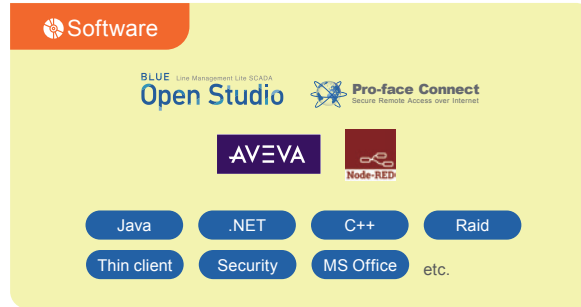 Software
BLUE Line Management Lite SCADA
Open Studio
Pro-face Connect
Secure Remote Access over Internet
AVEVA
Node-RED
Java .NET C++ Raid
Thin client Security MS Office etc.